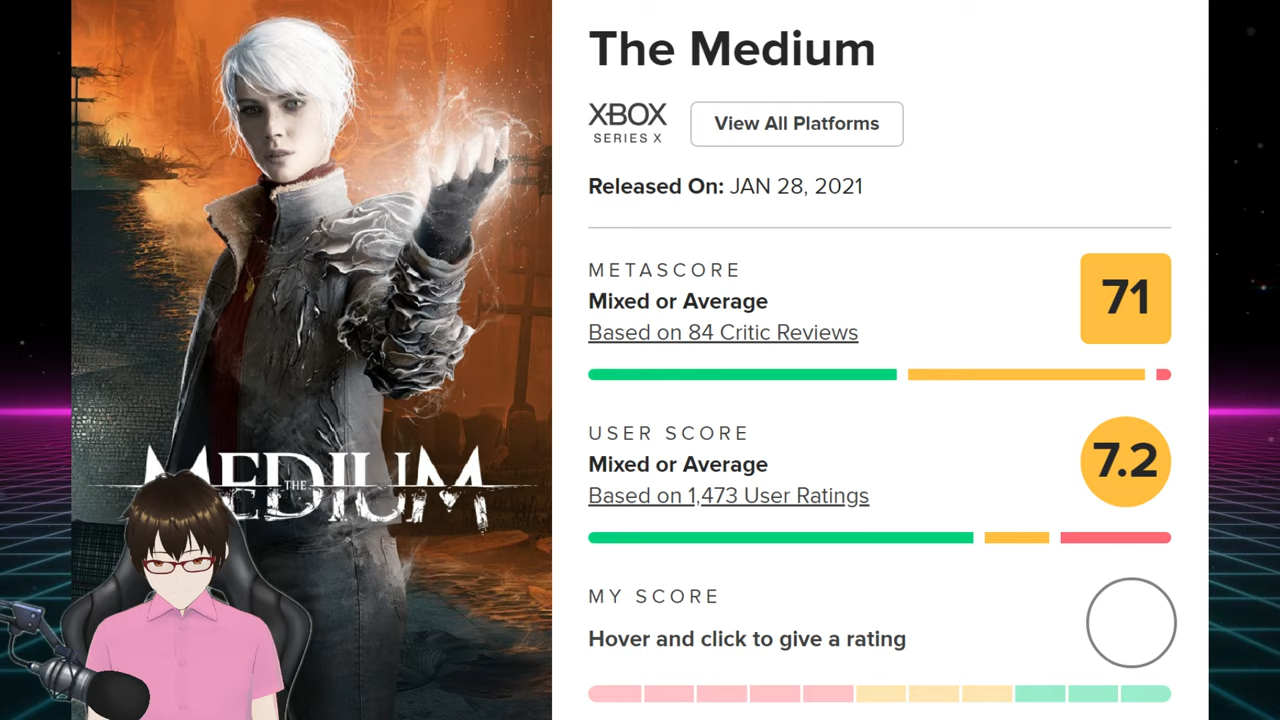 THE MEDIUM
The Medium
XBOX
SERIES X
View All Platforms
Released On: JAN 28, 2021
METASCORE
Mixed or Average
71
Based on 84 Critic Reviews
USER SCORE
Mixed or Average
7.2
Based on 1,473 User Ratings
MY SCORE
Hover and click to give a rating